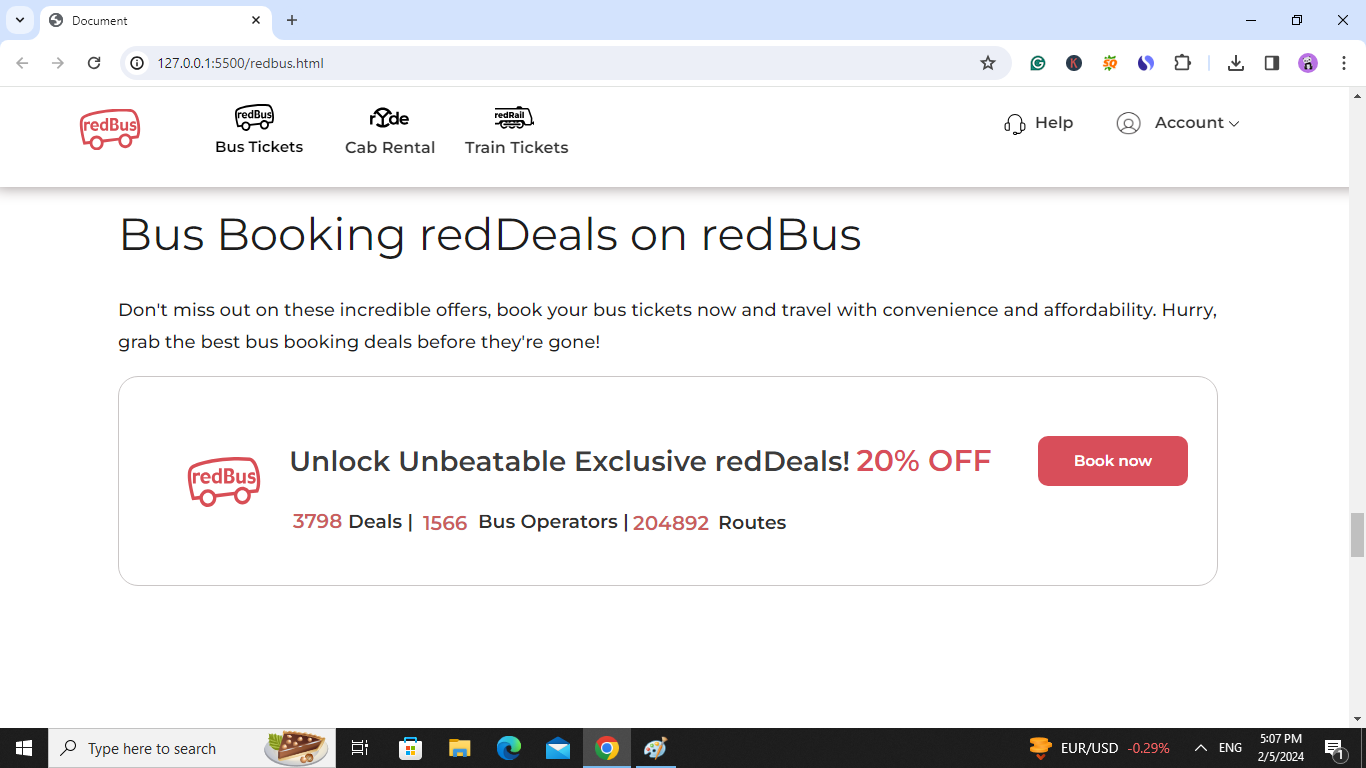 Document
127.0.0.1:5500/redbus.html
redBus
redBus
rYde
redRail
Bus Tickets
Cab Rental
Train Tickets
Help
Account
Bus Booking redDeals on redBus
Don't miss out on these incredible offers, book your bus tickets now and travel with convenience and affordability. Hurry,
grab the best bus booking deals before they're gone!
redBus
Unlock Unbeatable Exclusive redDeals! 20% OFF
Book now
3798 Deals | 1566 Bus Operators | 204892 Routes
Type here to search
EUR/USD -0.29%
ENG
5:07 PM
2/5/2024
1